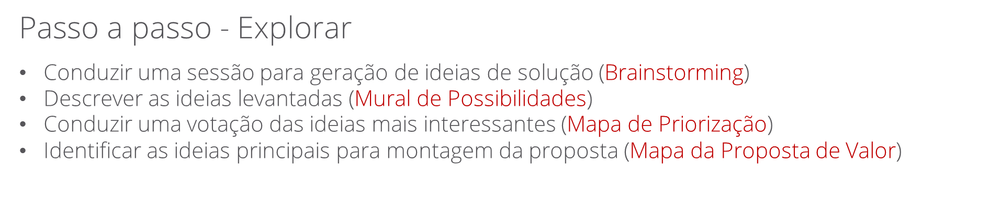 Passo a passo - Explorar
• Conduzir uma sessão para geração de ideias de solução (Brainstorming)
• Descrever as ideias levantadas (Mural de Possibilidades)
• Conduzir uma votação das ideias mais interessantes (Mapa de Priorização)
• Identificar as ideias principais para montagem da proposta (Mapa da Proposta de Valor)